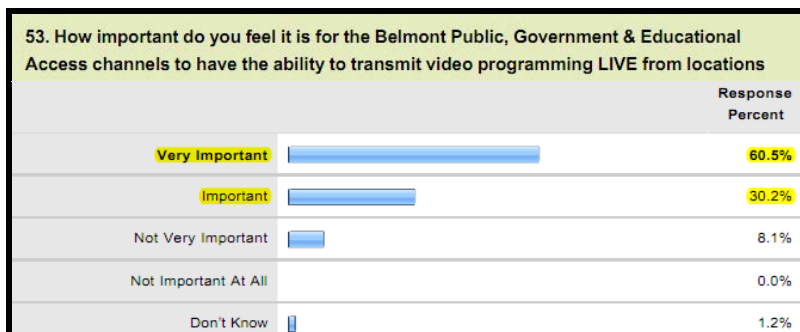 53. How important do you feel it is for the Belmont Public, Government & Educational
Access channels to have the ability to transmit video programming LIVE from locations
Response
Percent
Very Important 60.5%
Important 30.2%
Not Very Important 8.1%
Not Important At All 0.0%
Don't Know 1.2%